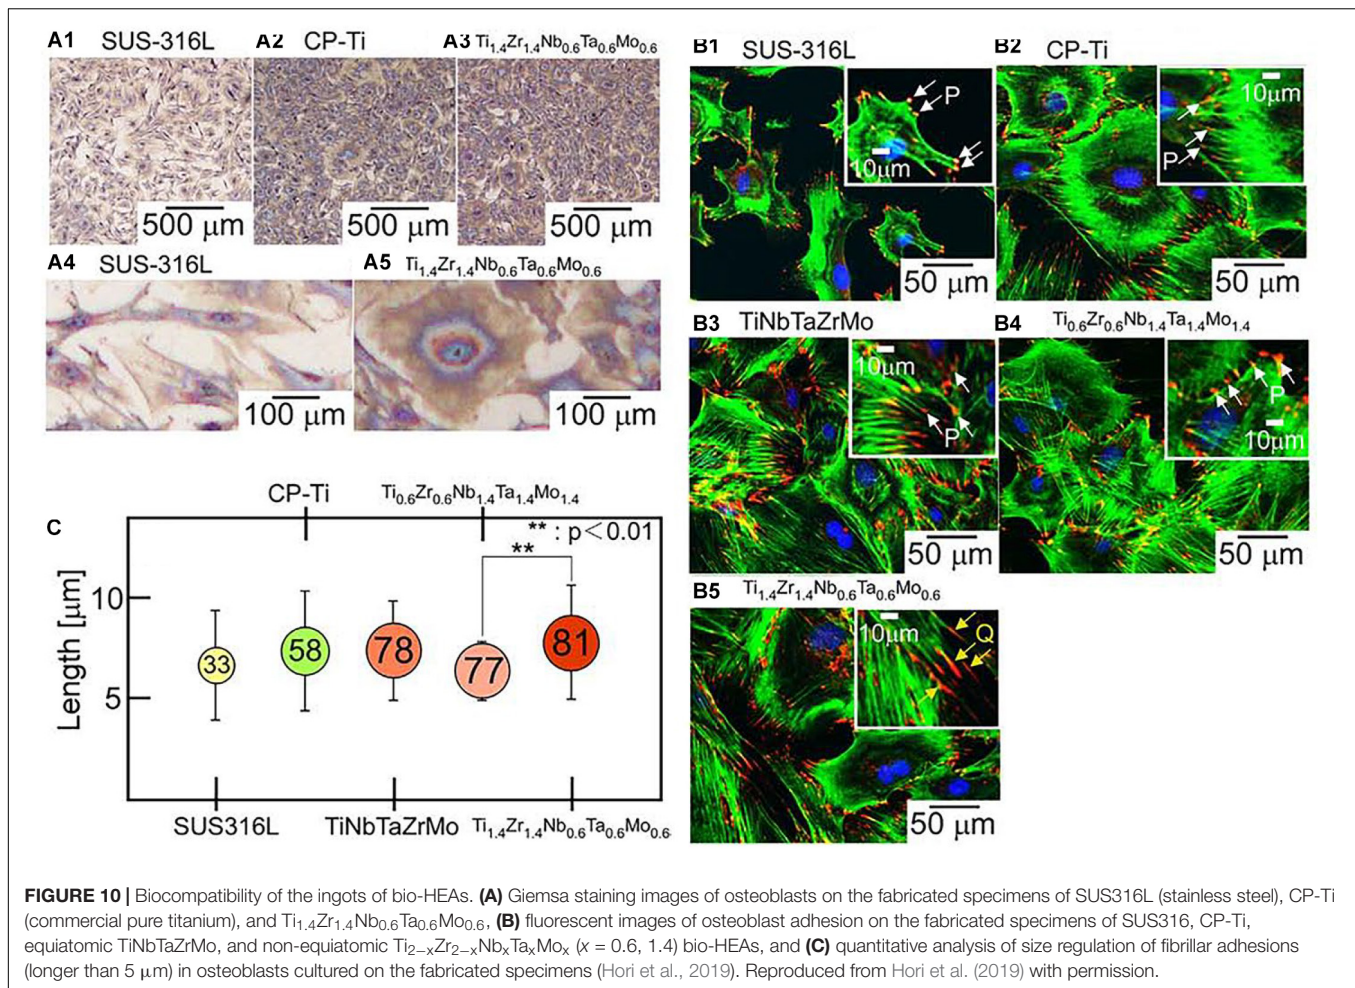 A1 SUS-316L A2 CP-Ti A3 Ti1.4Zr1.4Nb0.6Ta0.6Mo0.6
500 μm 500 μm 500 μm
A4 SUS-316L A5 Ti1.4Zr1.4Nb0.6Ta0.6Mo0.6
100 μm 100 μm
C CP-Ti Ti0.6Zr0.6Nb1.4Ta1.4Mo1.4
** : p<0.01
**
Length [μm]
10
5
33 58 78 77 81
SUS316L TiNbTaZrMo Ti1.4Zr1.4Nb0.6Ta0.6Mo0.6
B1 SUS-316L B2 CP-Ti
P 10μm 50 μm
10μm P 50 μm
B3 TiNbTaZrMo B4 Ti0.6Zr0.6Nb1.4Ta1.4Mo1.4
10μm P 50 μm
P 10μm 50 μm
B5 Ti1.4Zr1.4Nb0.6Ta0.6Mo0.6
10μm Q
50 μm
FIGURE 10 | Biocompatibility of the ingots of bio-HEAs. (A) Giemsa staining images of osteoblasts on the fabricated specimens of SUS316L (stainless steel), CP-Ti
(commercial pure titanium), and Ti1.4Zr1.4Nb0.6Ta0.6Mo0.6, (B) fluorescent images of osteoblast adhesion on the fabricated specimens of SUS316, CP-Ti,
equiatomic TiNbTaZrMo, and non-equiatomic Ti2−xZr2−xNbxTaxMox (x = 0.6, 1.4) bio-HEAs, and (C) quantitative analysis of size regulation of fibrillar adhesions
(longer than 5 μm) in osteoblasts cultured on the fabricated specimens (Hori et al., 2019). Reproduced from Hori et al. (2019) with permission.